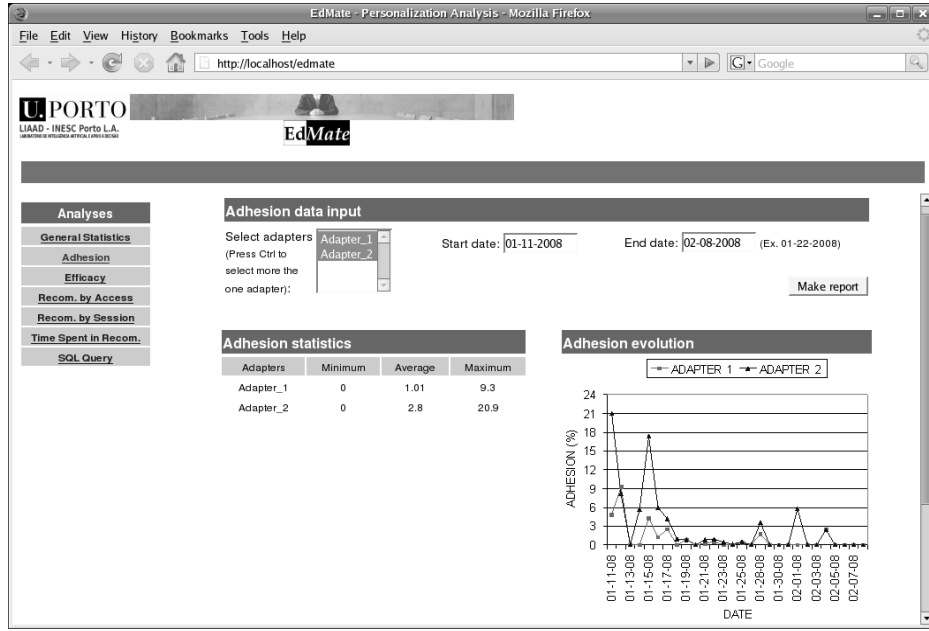 EdMate - Personalization Analysis - Mozilla Firefox
File Edit View History Bookmarks Tools Help
http://localhost/edmate
G
Google
U. PORTO
LIAAD - INESC Porto L.A.
LABORATÓRIO DE INTELIGÊNCIA ARTIFICIAL E APOIO À DECISÃO
EdMate
Analyses
General Statistics
Adhesion
Efficacy
Recom. by Access
Recom. by Session
Time Spent in Recom.
SQL Query
Adhesion data input
Select adapters
(Press Ctrl to
select more the
one adapter):
Adapter_1
Adapter_2
Start date: 01-11-2008
End date: 02-08-2008 (Ex. 01-22-2008)
Make report
Adhesion statistics
Adapters Minimum Average Maximum
Adapter_1 0 1.01 9.3
Adapter_2 0 2.8 20.9
Adhesion evolution
ADAPTER 1 ADAPTER 2
24
21
18
15
12
9
6
3
0
ADHESION (%)
01-11-08
01-13-08
01-15-08
01-17-08
01-19-08
01-21-08
01-23-08
01-25-08
01-28-08
01-30-08
02-01-08
02-03-08
02-05-08
02-07-08
DATE